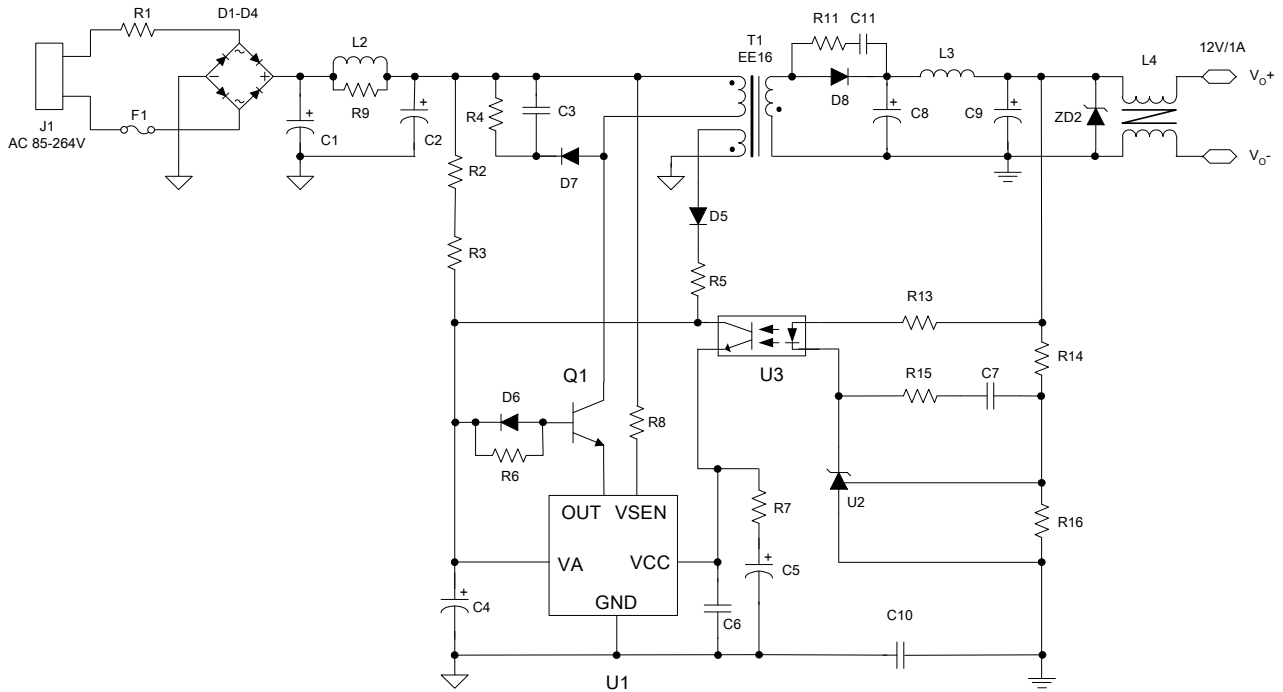 R1
D1-D4
L2
R9
J1
AC 85-264V
F1
C1
C2
R4
C3
D7
R2
R3
T1
EE16
R11
C11
D8
L3
C8
C9
ZD2
L4
12V/1A
VO+
VO-
D5
R5
R13
U3
R14
R15
C7
Q1
D6
R6
R8
U2
R16
R7
C5
OUT
VSEN
VA
VCC
GND
C4
C6
C10
U1
+
+
+
+
+
+
+
-
~
~